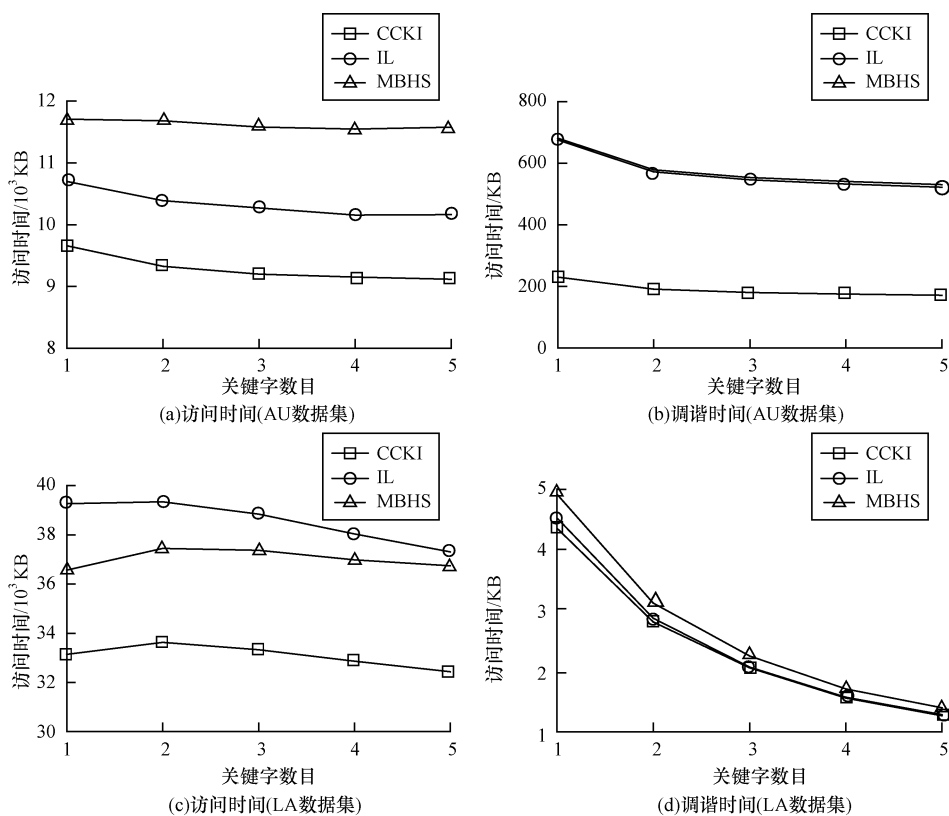 CCKI
IL
MBHS
12
11
10
9
8
访问时间/10³KB
1 2 3 4 5
关键字数目
(a)访问时间(AU数据集)
CCKI
IL
MBHS
800
600
400
200
0
访问时间/KB
1 2 3 4 5
关键字数目
(b)调谐时间(AU数据集)
CCKI
IL
MBHS
40
38
36
33
32
30
访问时间/10³KB
1 2 3 4 5
关键字数目
(c)访问时间(LA数据集)
CCKI
IL
MBHS
5
4
3
2
1
访问时间/KB
1 2 3 4 5
关键字数目
(d)调谐时间(LA数据集)